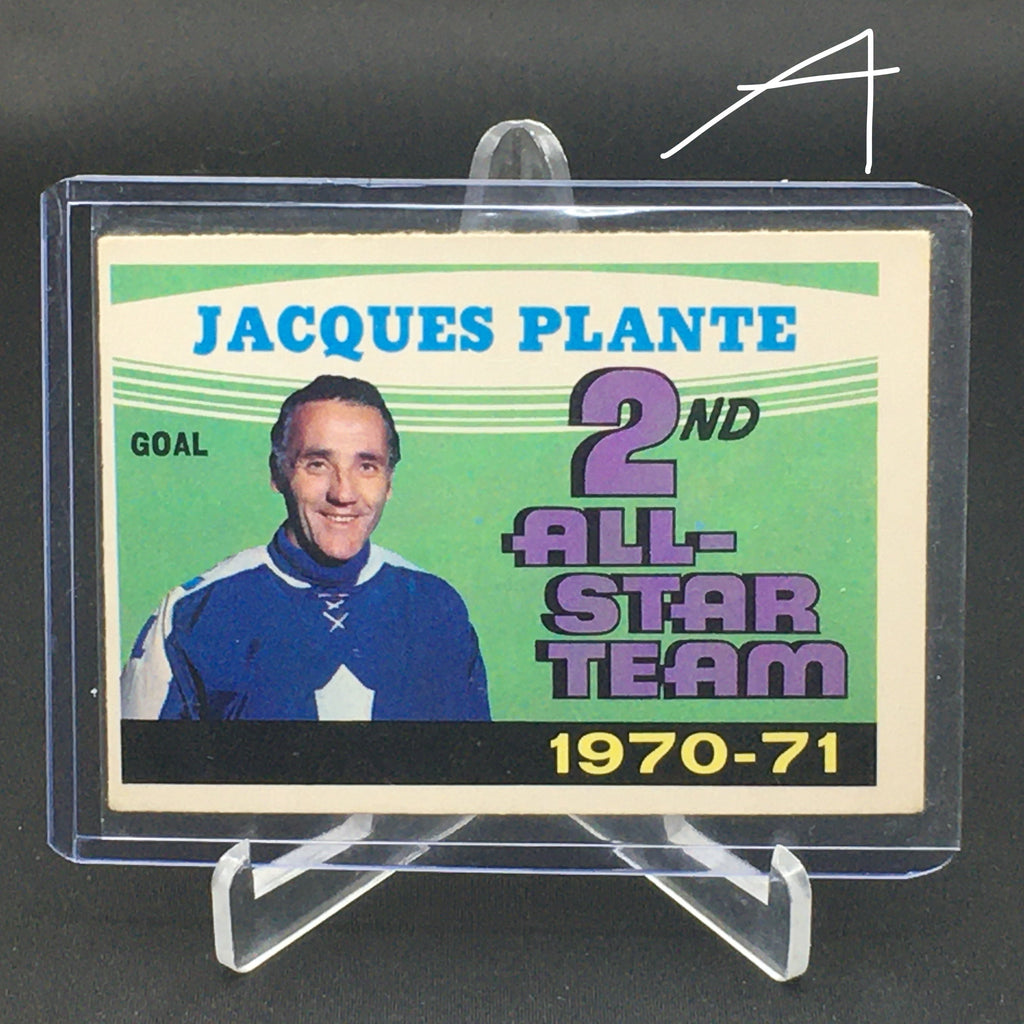 A
JACQUES PLANTE
GOAL
2ND
ALL-
STAR
TEAM
1970-71